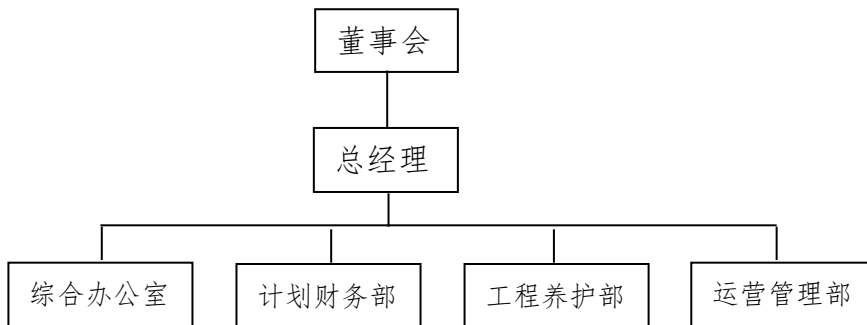 董事会
总经理
综合办公室
计划财务部
工程养护部
运营管理部